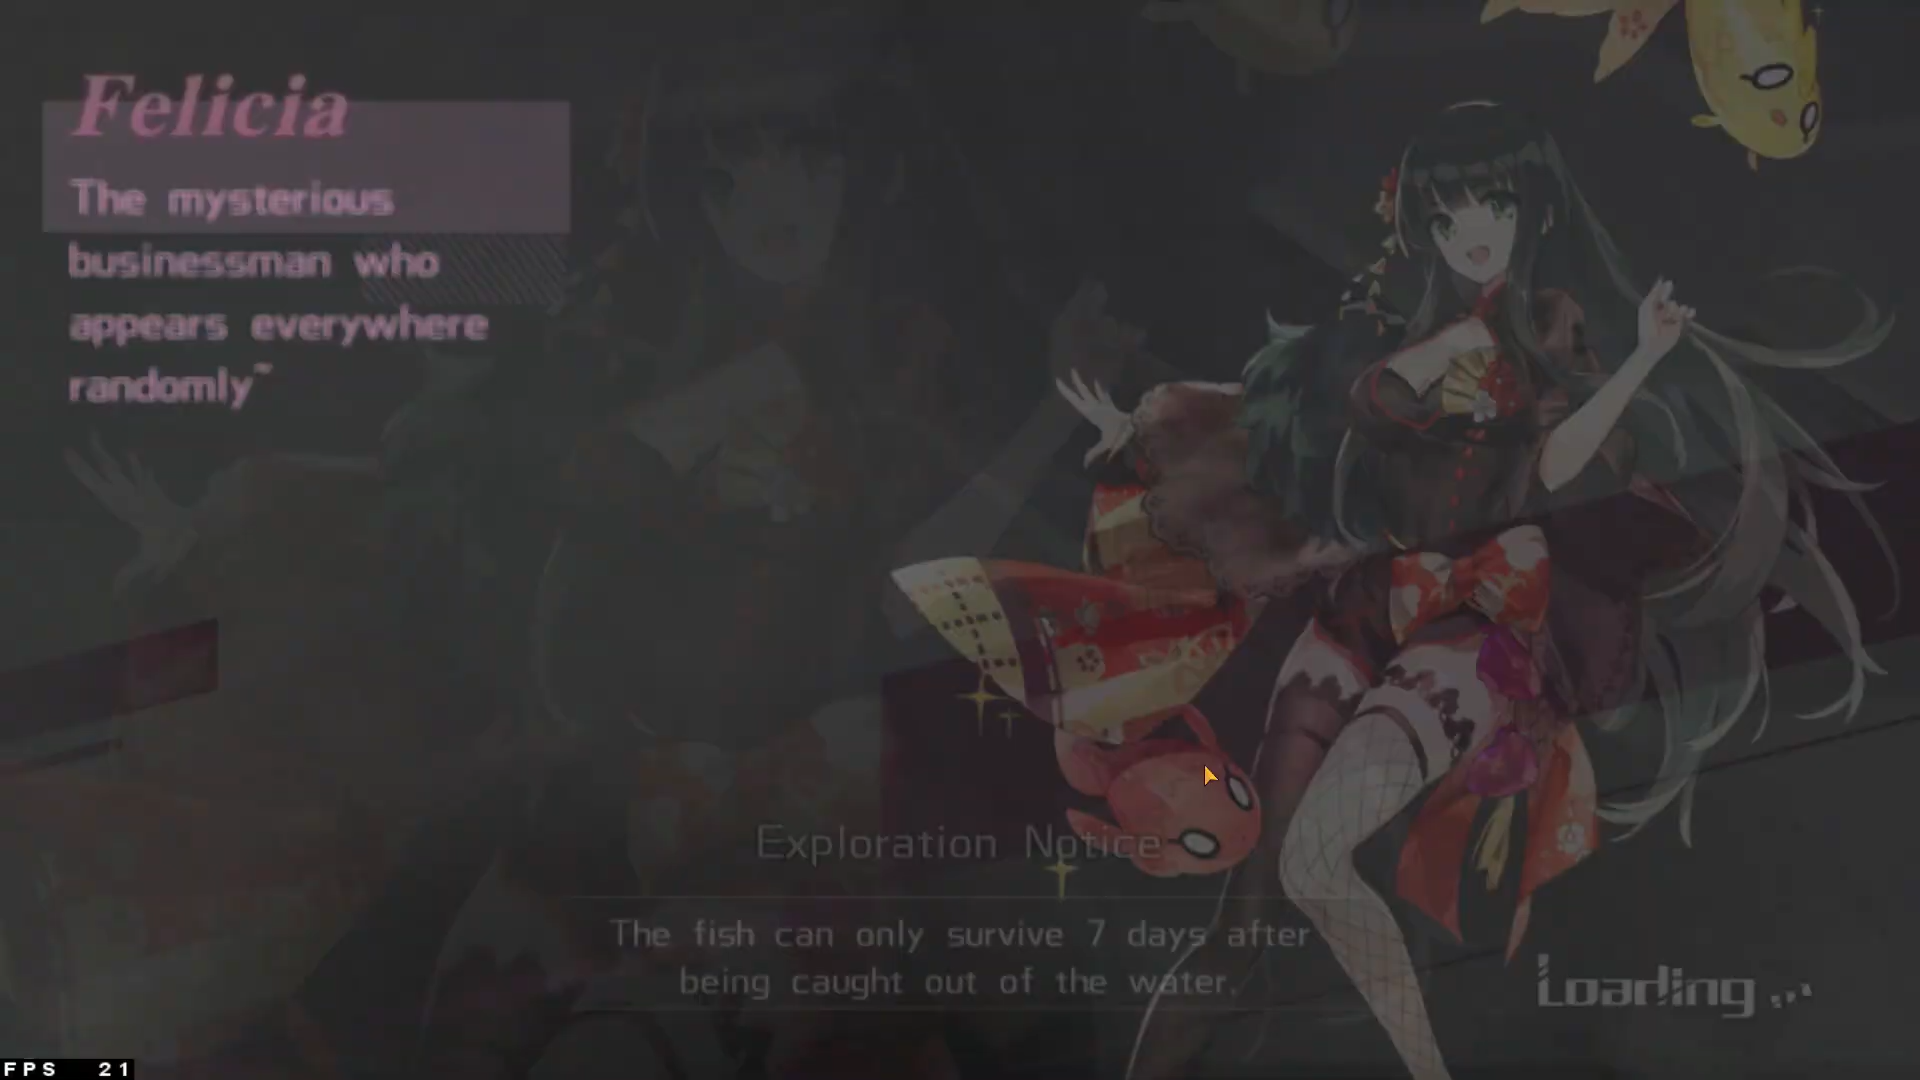 Felicia
The mysterious
businessman who
appears everywhere
randomly~
Exploration Notice
The fish can only survive 7 days after
being caught out of the water.
Loading...
FPS 21